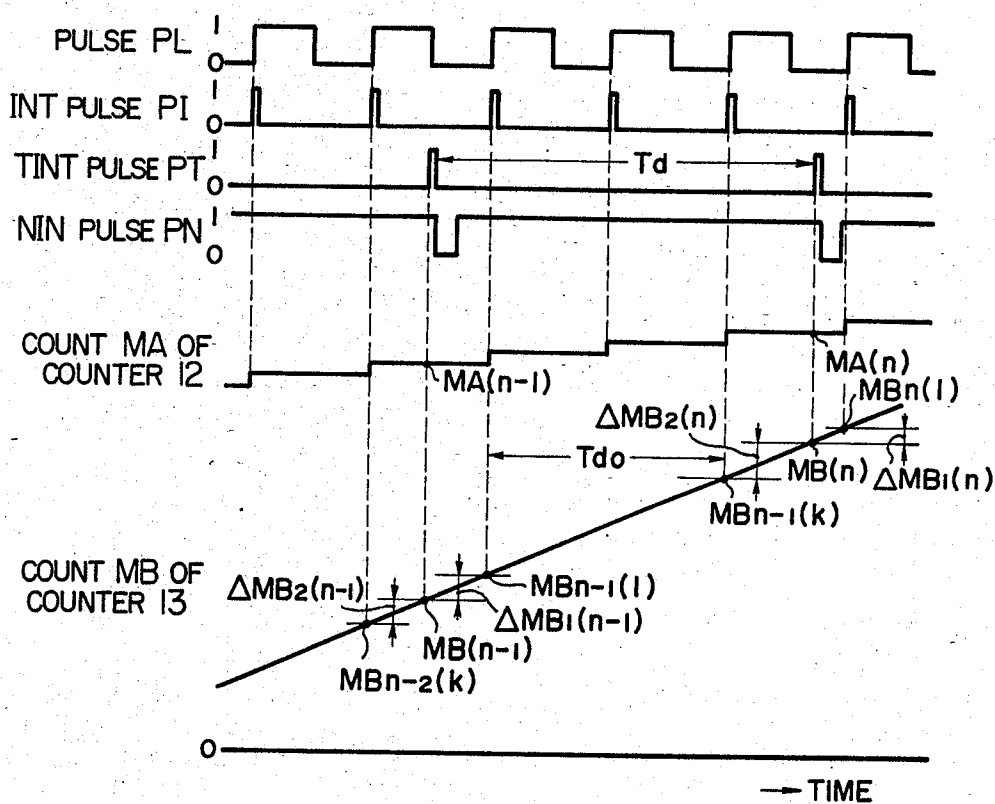 PULSE PL
1
0
INT PULSE PI
1
0
TINT PULSE PT
1
0
Td
NIN PULSE PN
1
0
COUNT MA OF
COUNTER 12
MA(n-1)
MA(n)
MBn(1)
ΔMB2(n)
Tdo
MB(n)
ΔMB1(n)
MBn-1(k)
COUNT MB OF
COUNTER 13
ΔMB2(n-1)
MBn-1(1)
ΔMB1(n-1)
MB(n-1)
MBn-2(k)
0
TIME